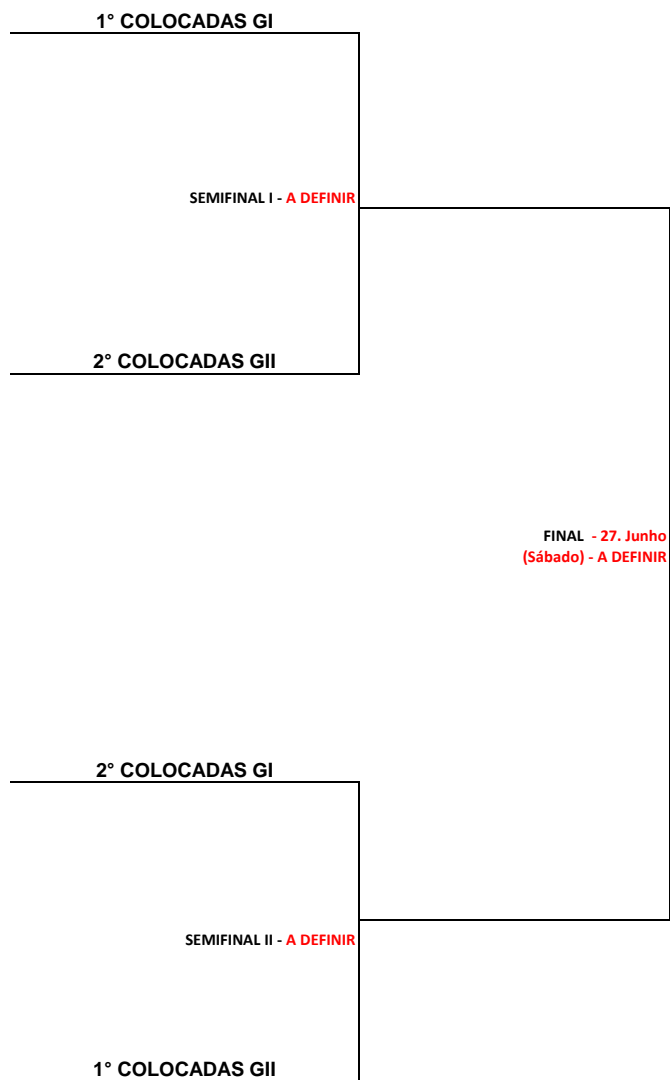 1° COLOCADAS GI
SEMIFINAL I - A DEFINIR
2° COLOCADAS GII
FINAL - 27. Junho
(Sábado) - A DEFINIR
2° COLOCADAS GI
SEMIFINAL II - A DEFINIR
1° COLOCADAS GII